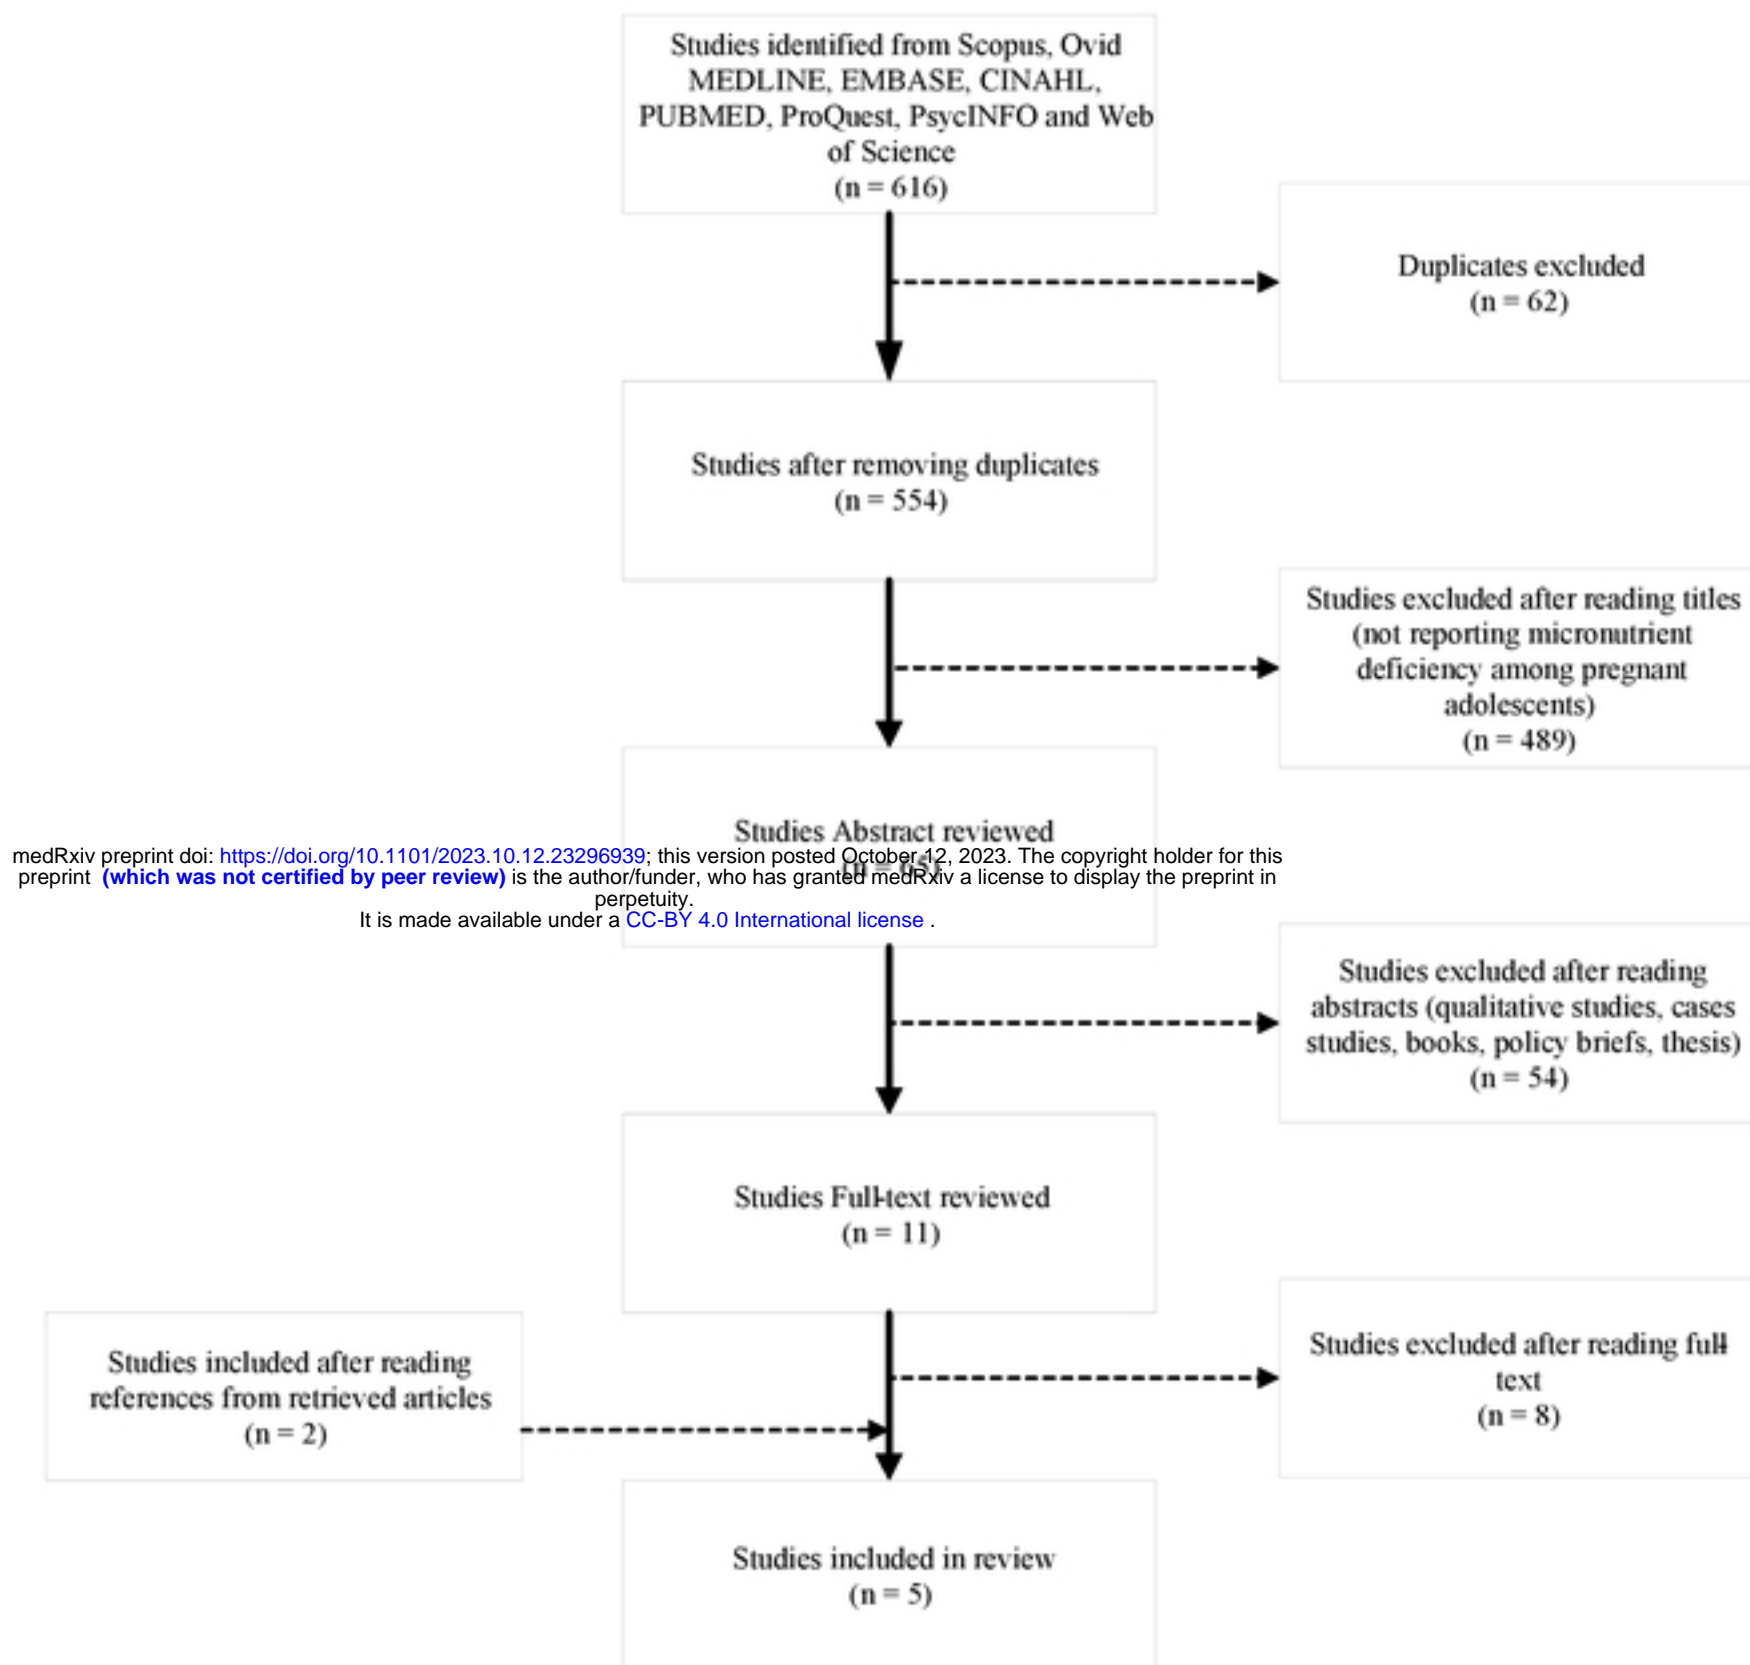 Studies identified from Scopus, Ovid
MEDLINE, EMBASE, CINAHL,
PUBMED, ProQuest, PsycINFO and Web
of Science
(n = 616)
Duplicates excluded
(n = 62)
Studies after removing duplicates
(n = 554)
Studies excluded after reading titles
(not reporting micronutrient
deficiency among pregnant
adolescents)
(n = 489)
Studies Abstract reviewed
(n = 65)
medRxiv preprint doi: https://doi.org/10.1101/2023.10.12.23296939; this version posted October 12, 2023. The copyright holder for this
preprint (which was not certified by peer review) is the author/funder, who has granted medRxiv a license to display the preprint in
perpetuity.
It is made available under a CC-BY 4.0 International license .
Studies excluded after reading
abstracts (qualitative studies, cases
studies, books, policy briefs, thesis)
(n = 54)
Studies Full-text reviewed
(n = 11)
Studies included after reading
references from retrieved articles
(n = 2)
Studies excluded after reading full-
text
(n = 8)
Studies included in review
(n = 5)